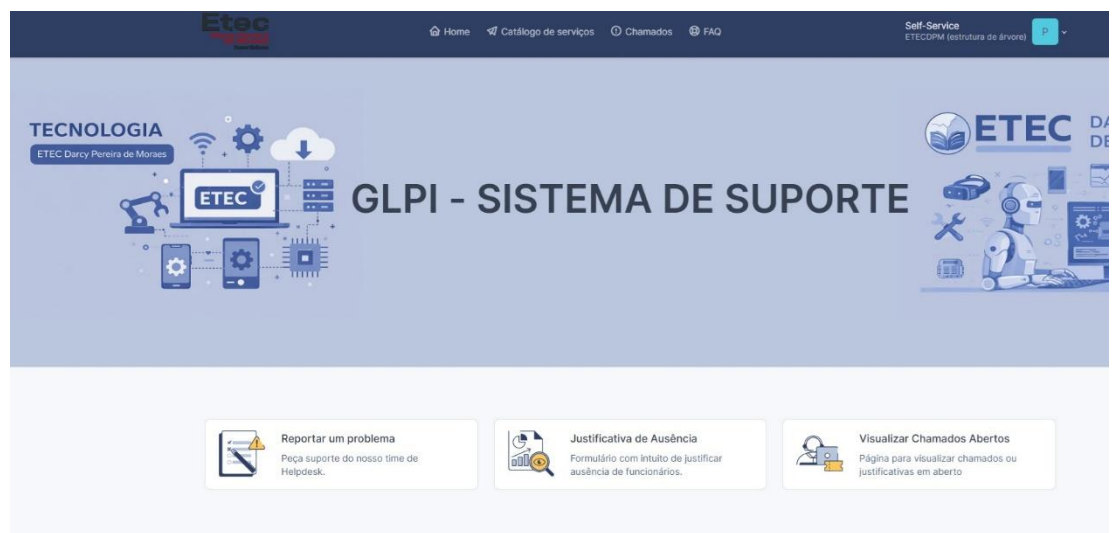 Etec
Home
Catálogo de serviços
Chamados
FAQ
Self-Service
ETECDPM (estrutura de árvore)
P
TECNOLOGIA
ETEC Darcy Pereira de Moraes
ETEC
GLPI - SISTEMA DE SUPORTE
ETEC
DA
DE
Reportar um problema
Peça suporte do nosso time de
Helpdesk.
Justificativa de Ausência
Formulário com intuito de justificar
ausência de funcionários.
Visualizar Chamados Abertos
Página para visualizar chamados ou
justificativas em aberto